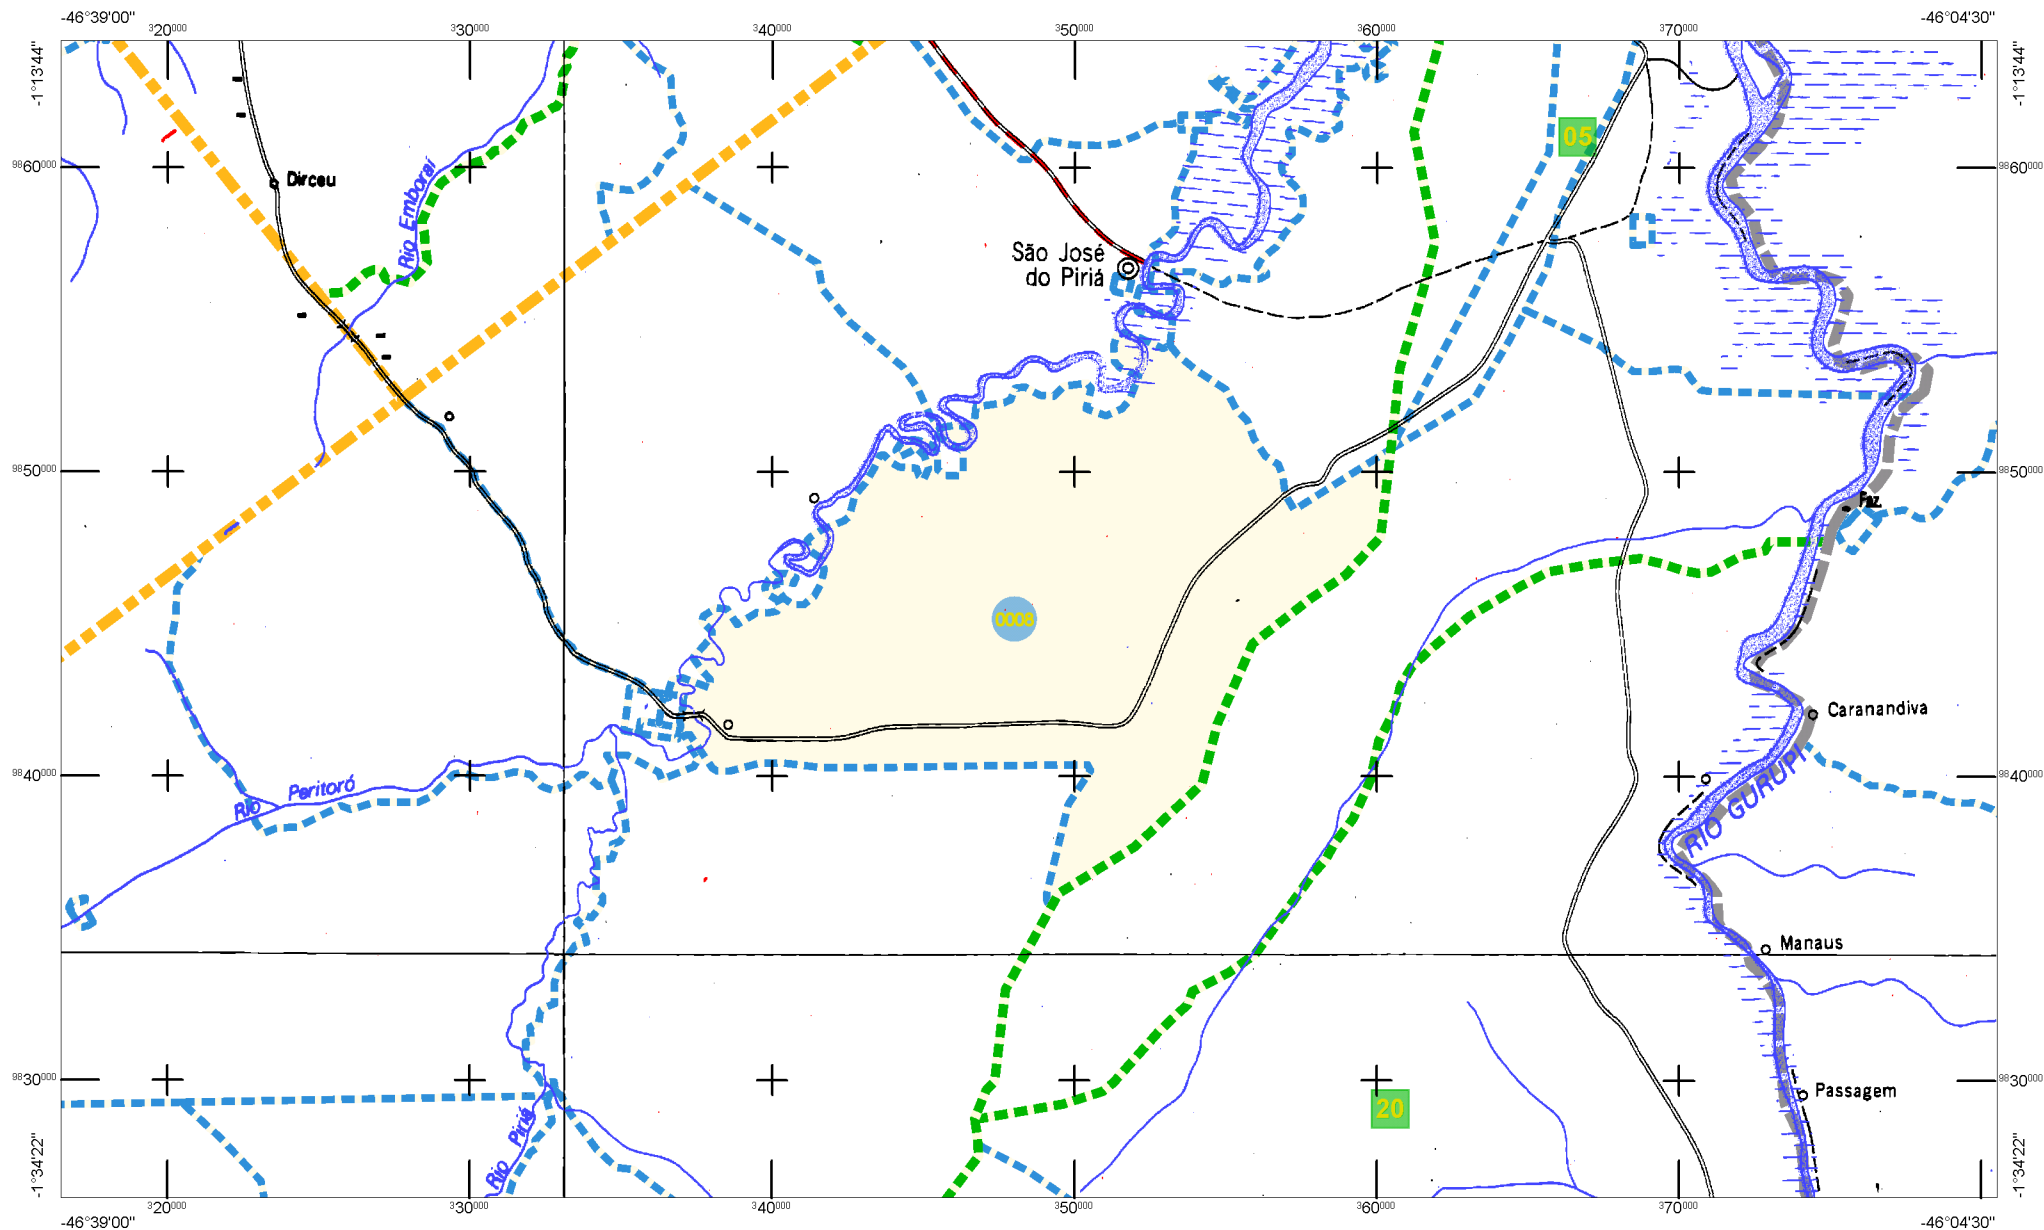 -46°39'00"
-46°04'30"
320000
330000
340000
350000
360000
370000
-1°13'44"
-1°13'44"
05
9860000
9860000
Dirceu
Rio Emboraí
São José
do Piriá
9850000
9850000
Faz.
0008
Caranandiva
9840000
9840000
Rio Peritoró
RIO GURUPI
Manaus
9830000
9830000
Passagem
20
Rio Piriá
-1°34'22"
-1°34'22"
320000
330000
340000
350000
360000
370000
-46°39'00"
-46°04'30"